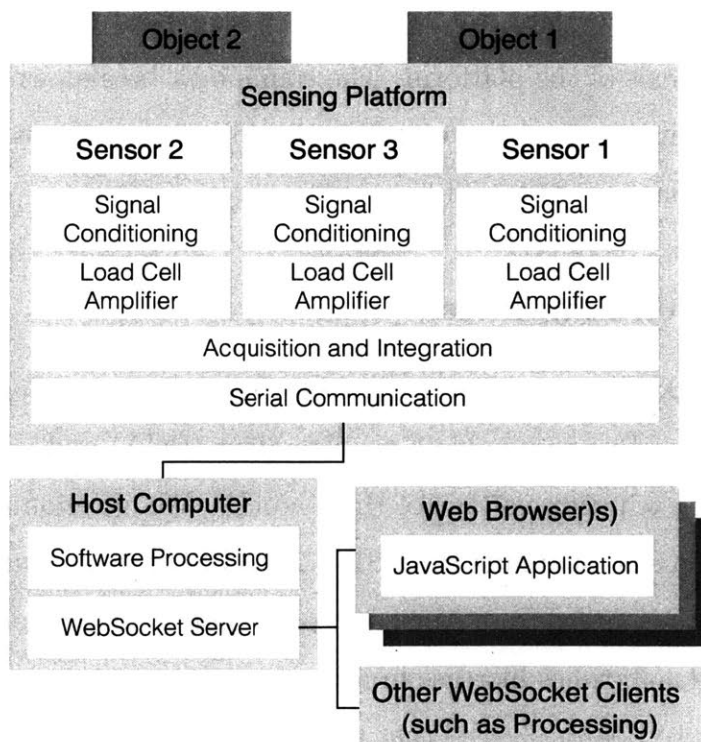 Object 2
Object 1
Sensing Platform
Sensor 2
Sensor 3
Sensor 1
Signal
Conditioning
Signal
Conditioning
Signal
Conditioning
Load Cell
Amplifier
Load Cell
Amplifier
Load Cell
Amplifier
Acquisition and Integration
Serial Communication
Host Computer
Software Processing
WebSocket Server
Web Browser)s)
JavaScript Application
Other WebSocket Clients
(such as Processing)